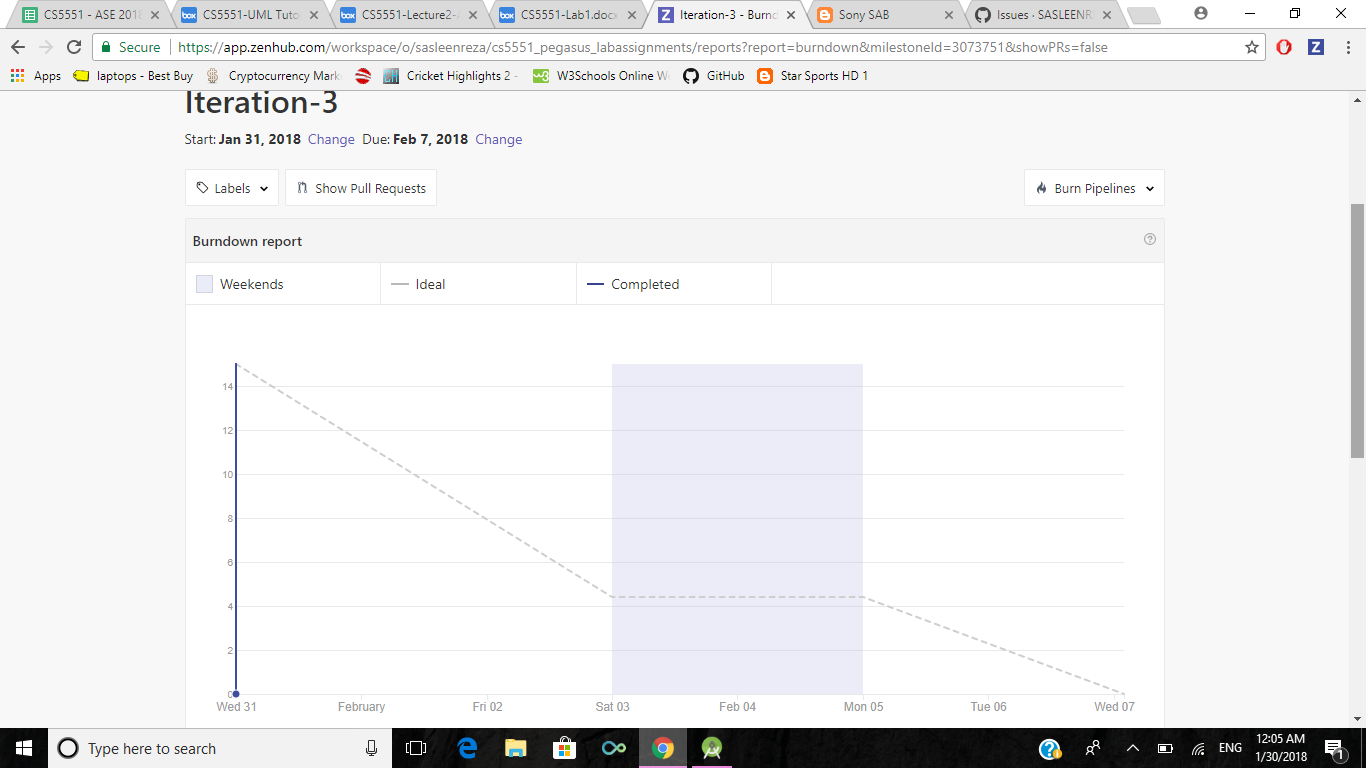 CS5551 - ASE 2018
CS5551-UML Tuto
CS5551-Lecture2-
CS5551-Lab1.docx
Iteration-3 - Burnd
Sony SAB
Issues · SASLEENR
Secure
https://app.zenhub.com/workspace/o/sasleenreza/cs5551_pegasus_labassignments/reports?report=burndown&milestoneId=3073751&showPRs=false
Apps
laptops - Best Buy
Cryptocurrency Mark
Cricket Highlights 2 -
W3Schools Online W
GitHub
Star Sports HD 1
Iteration-3
Start: Jan 31, 2018 Change Due: Feb 7, 2018 Change
Labels
Show Pull Requests
Burn Pipelines
Burndown report
Weekends
Ideal
Completed
14
12
10
8
6
4
2
0
Wed 31
February
Fri 02
Sat 03
Feb 04
Mon 05
Tue 06
Wed 07
Type here to search
ENG
12:05 AM
1/30/2018
1